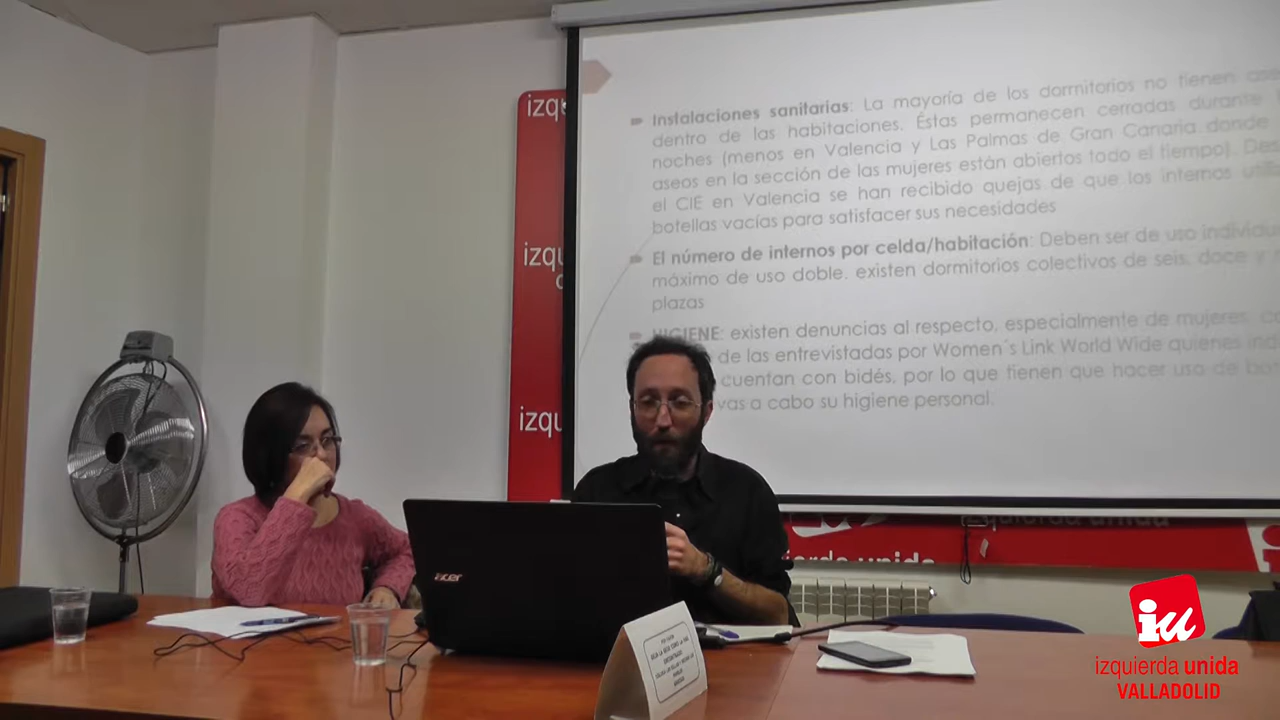 Instalaciones sanitarias: La mayoría de los dormitorios no tienen
dentro de las habitaciones. Éstas permanecen cerradas durante
noches (menos en Valencia y Las Palmas de Gran Canaria donde
aseos en la sección de las mujeres están abiertos todo el tiempo).
el CIE en Valencia se han recibido quejas de que los internos
botellas vacías para satisfacer sus necesidades
El número de internos por celda/habitación: Deben ser de uso
máximo de uso doble. existen dormitorios colectivos de seis, doce y
plazas
HIGIENE: existen denuncias al respecto, especialmente de mujeres,
de las entrevistadas por Women´s Link World Wide quienes
cuentan con bidés, por lo que tienen que hacer uso de
a cabo su higiene personal.
izqu
izqu
izqu
izquierda unida
izquierda unida
acer
iu
izquierda unida
VALLADOLID